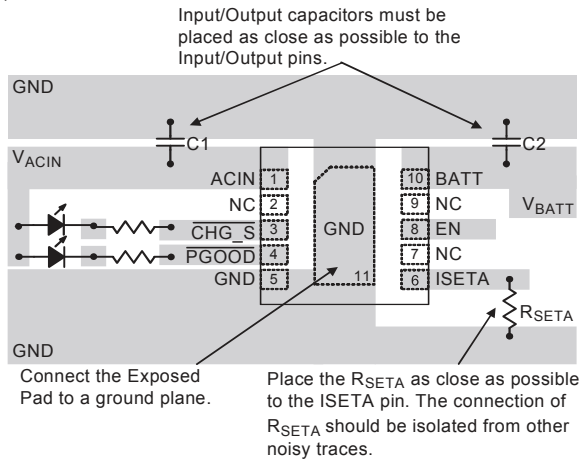 Input/Output capacitors must be
placed as close as possible to the
Input/Output pins.
GND
C1
C2
VACIN
ACIN 1
10 BATT
NC 2
9 NC
VBATT
CHG_S 3
GND
8 EN
PGOOD 4
7 NC
GND 5
11
6 ISETA
RSETA
GND
Connect the Exposed
Pad to a ground plane.
Place the RSETA as close as possible
to the ISETA pin. The connection of
RSETA should be isolated from other
noisy traces.